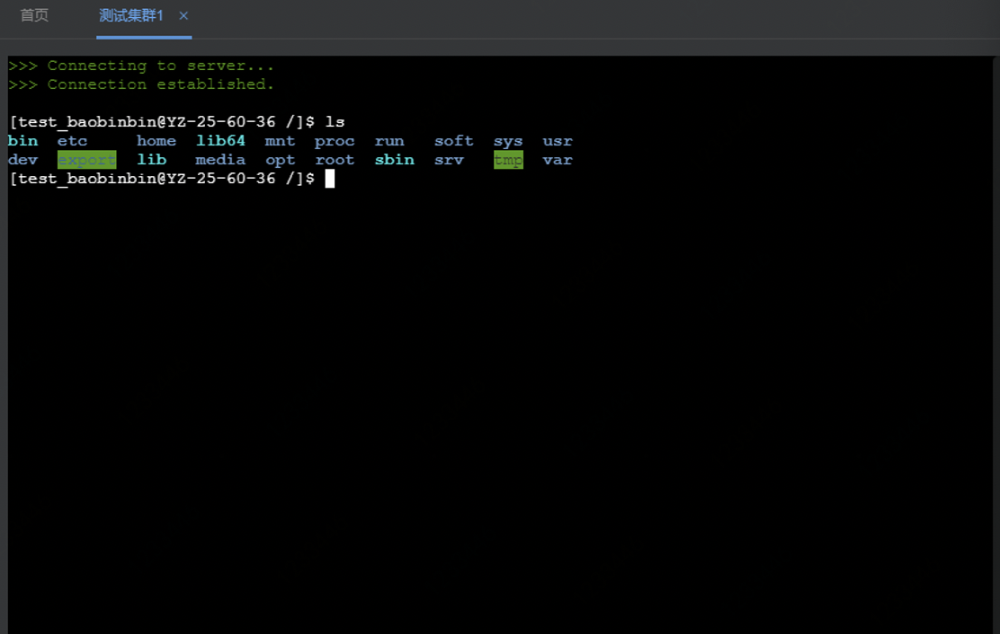 首页 测试集群1 ×
>>> Connecting to server...
>>> Connection established.
[test_baobinbin@YZ-25-60-36 /]$ ls
bin etc home lib64 mnt proc run soft sys usr
dev export lib media opt root sbin srv tmp var
[test_baobinbin@YZ-25-60-36 /]$